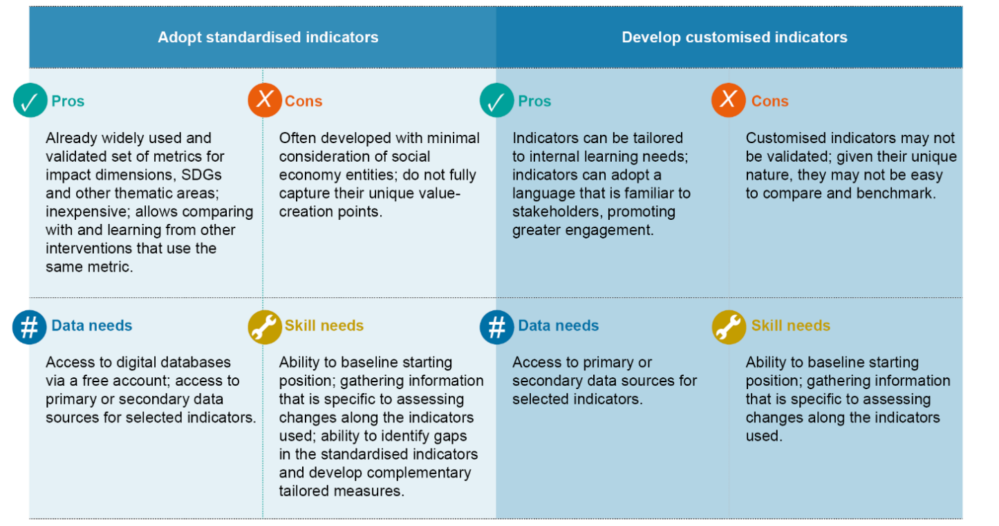 Adopt standardised indicators
Develop customised indicators
✓ Pros
Already widely used and
validated set of metrics for
impact dimensions, SDGs
and other thematic areas;
inexpensive; allows comparing
with and learning from other
interventions that use the
same metric.
X Cons
Often developed with minimal
consideration of social
economy entities; do not fully
capture their unique value-
creation points.
✓ Pros
Indicators can be tailored
to internal learning needs;
indicators can adopt a
language that is familiar to
stakeholders, promoting
greater engagement.
X Cons
Customised indicators may not
be validated; given their unique
nature, they may not be easy
to compare and benchmark.
# Data needs
Access to digital databases
via a free account; access to
primary or secondary data
sources for selected indicators.
Skill needs
Ability to baseline starting
position; gathering information
that is specific to assessing
changes along the indicators
used; ability to identify gaps
in the standardised indicators
and develop complementary
tailored measures.
# Data needs
Access to primary or
secondary data sources for
selected indicators.
Skill needs
Ability to baseline starting
position; gathering information
that is specific to assessing
changes along the indicators
used.